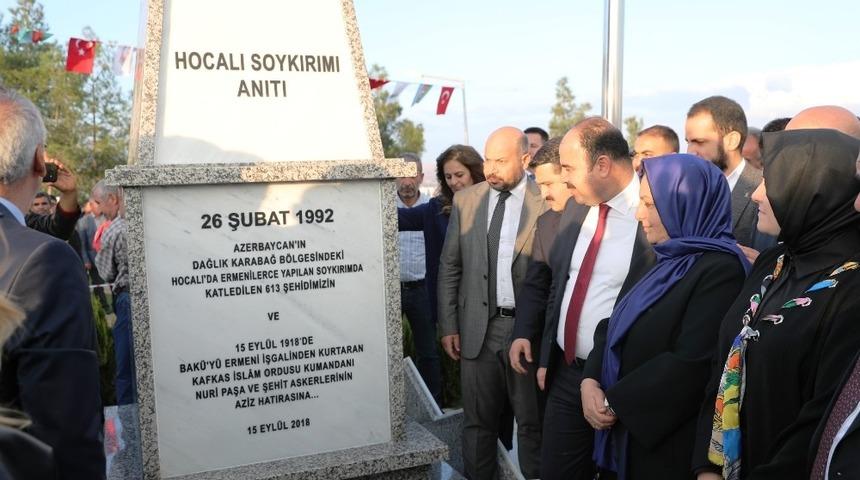 HOCALI SOYKIRIMI
ANITI
26 ŞUBAT 1992
AZERBAYCAN'IN
DAĞLIK KARABAĞ BÖLGESİNDEKİ
HOCALI'DA ERMENİLERCE YAPILAN SOYKIRIMDA
KATLEDİLEN 613 ŞEHİDİMİZİN
VE
15 EYLÜL 1918'DE
BAKÜ'YÜ ERMENİ İŞGALİNDEN KURTARAN
KAFKAS İSLÂM ORDUSU KUMANDANI
NURİ PAŞA VE ŞEHİT ASKERLERİNİN
AZİZ HATIRASINA...
15 EYLÜL 2018